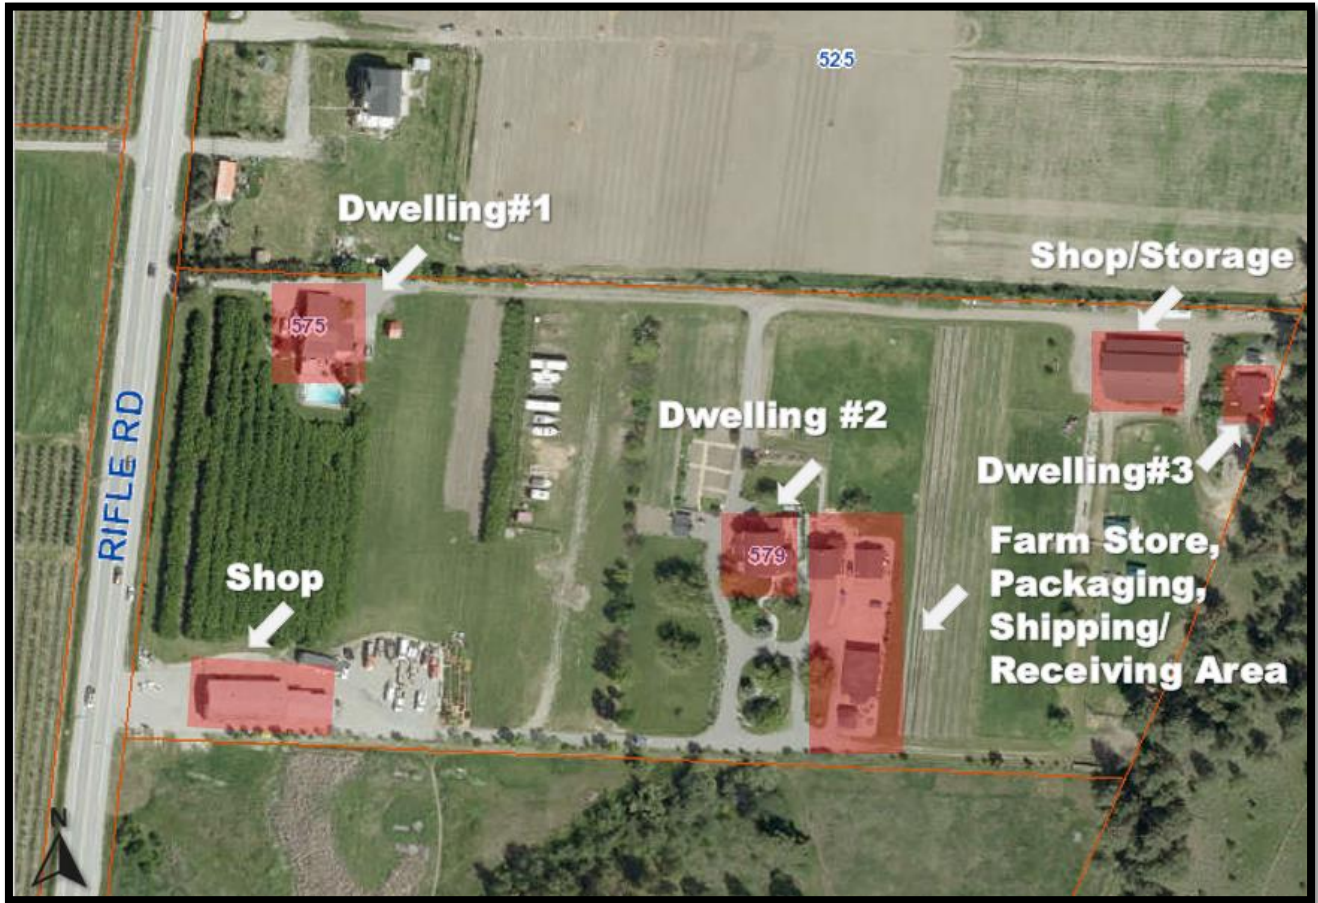 525
Dwelling#1
Shop/Storage
575
RIFLE RD
Dwelling #2
Dwelling#3
579
Farm Store,
Packaging,
Shipping/
Receiving Area
Shop
N